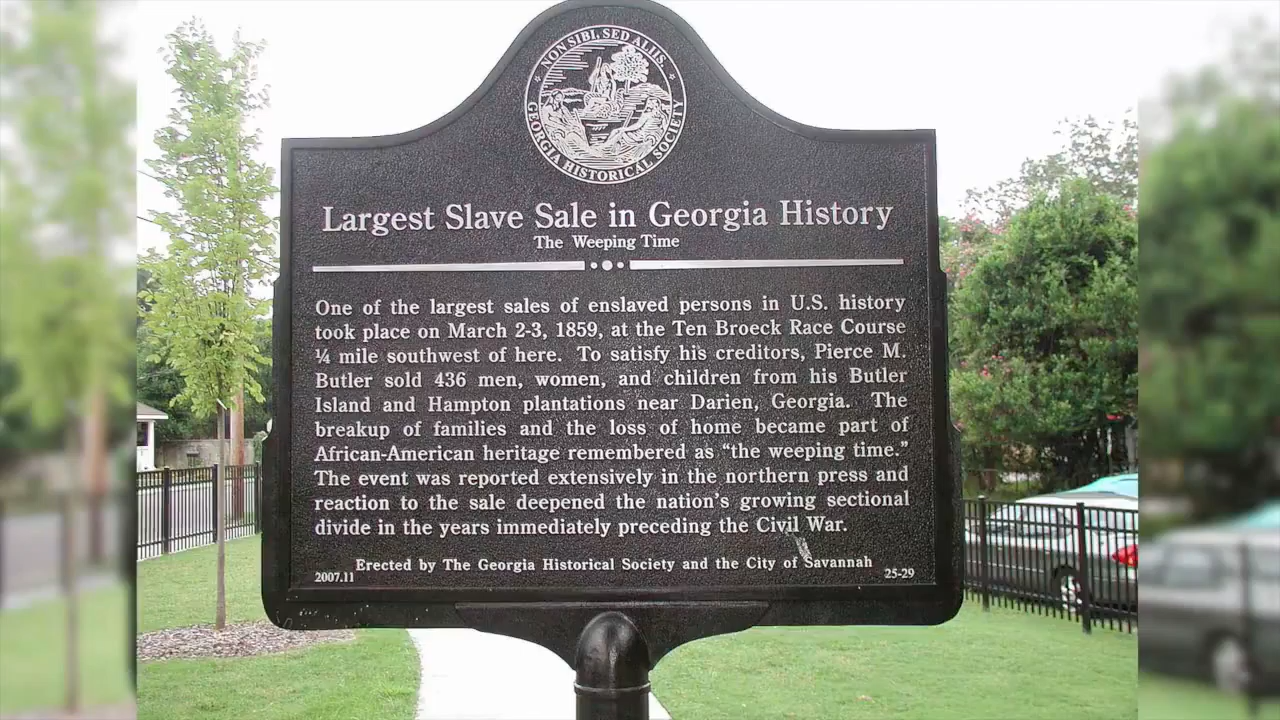 NON SIBI, SED ALIIS.
GEORGIA HISTORICAL SOCIETY
Largest Slave Sale in Georgia History
The Weeping Time
One of the largest sales of enslaved persons in U.S. history
took place on March 2-3, 1859, at the Ten Broeck Race Course
¼ mile southwest of here. To satisfy his creditors, Pierce M.
Butler sold 436 men, women, and children from his Butler
Island and Hampton plantations near Darien, Georgia. The
breakup of families and the loss of home became part of
African-American heritage remembered as “the weeping time.”
The event was reported extensively in the northern press and
reaction to the sale deepened the nation’s growing sectional
divide in the years immediately preceding the Civil War.
Erected by The Georgia Historical Society and the City of Savannah
2007.11 25-29